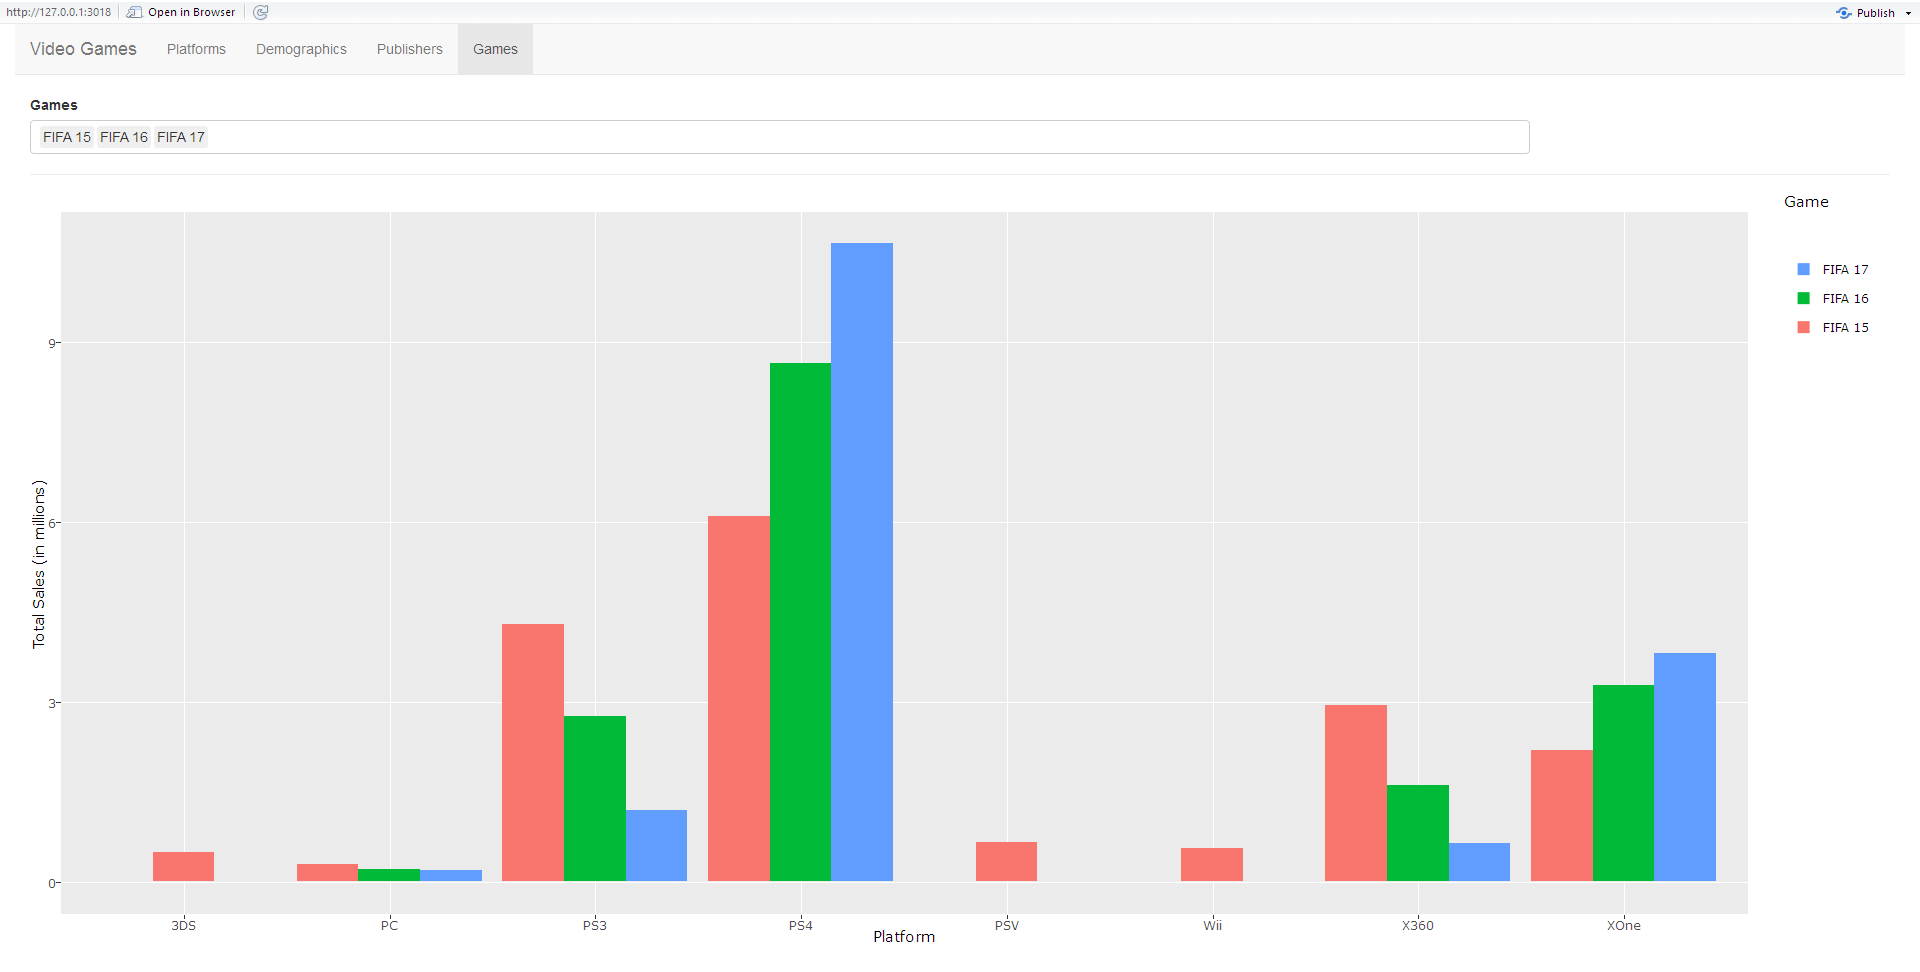 http://127.0.0.1:3018 Open in Browser Publish
Video Games Platforms Demographics Publishers Games
Games
FIFA 15 FIFA 16 FIFA 17
Game
FIFA 17
FIFA 16
FIFA 15
Total Sales (in millions)
9
6
3
0
3DS PC PS3 PS4 PSV Wii X360 XOne
Platform